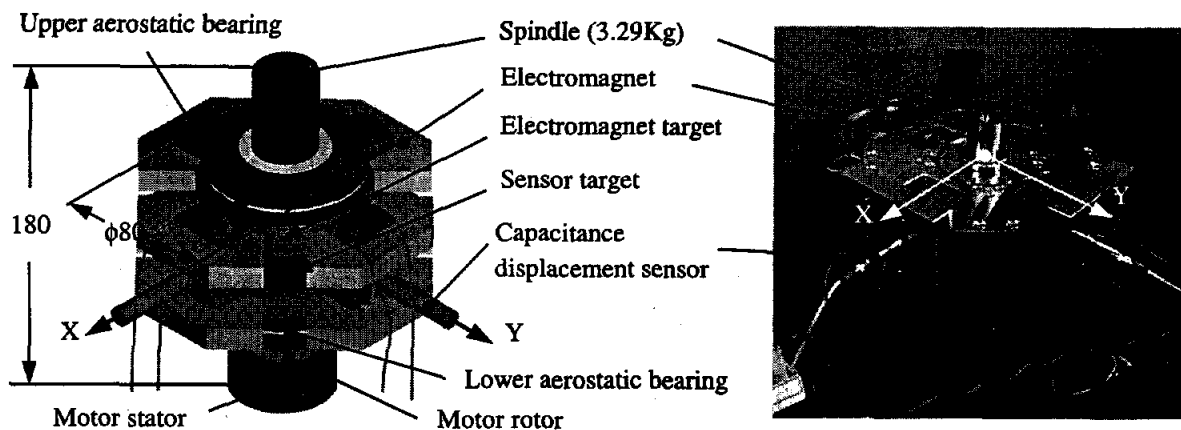 Upper aerostatic bearing
Spindle (3.29Kg)
Electromagnet
Electromagnet target
Sensor target
180
ϕ80
Capacitance
displacement sensor
X
Y
X
Y
Lower aerostatic bearing
Motor stator
Motor rotor